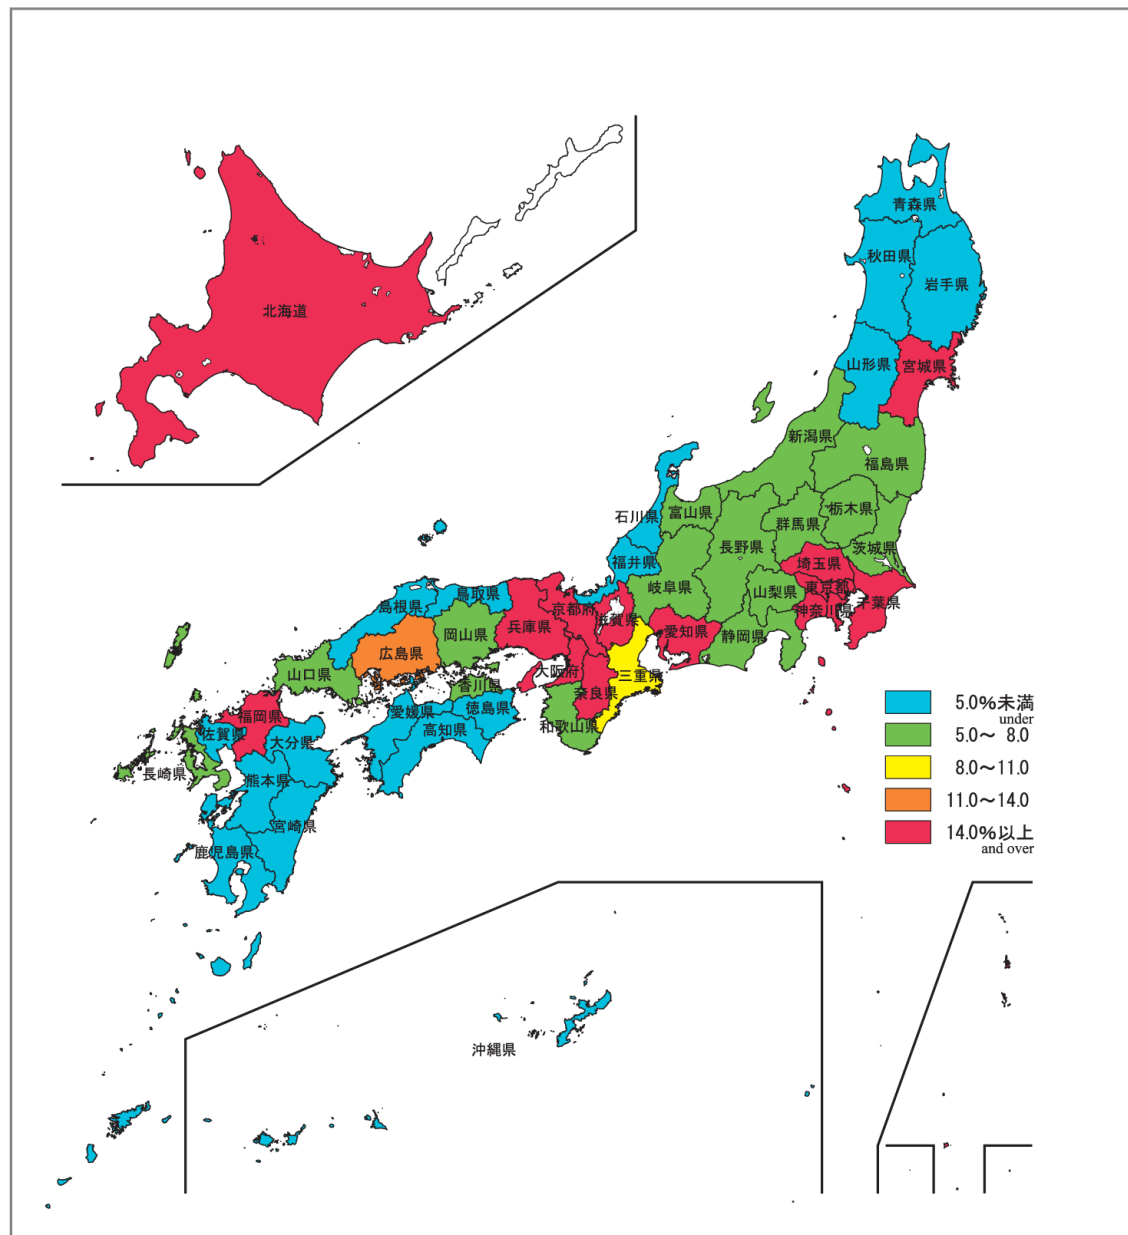 青森県
秋田県
岩手県
北海道
山形県
宮城県
新潟県
福島県
石川県
富山県
栃木県
群馬県
長野県
茨城県
福井県
埼玉県
岐阜県
山梨県
東京都
千葉県
神奈川県
島根県
鳥取県
京都府
滋賀県
兵庫県
愛知県
静岡県
岡山県
広島県
山口県
大阪府
三重県
香川県
奈良県
徳島県
愛媛県
高知県
和歌山県
福岡県
佐賀県
大分県
長崎県
熊本県
宮崎県
鹿児島県
沖縄県
5.0%未満
under
5.0～ 8.0
8.0～11.0
11.0～14.0
14.0%以上
and over